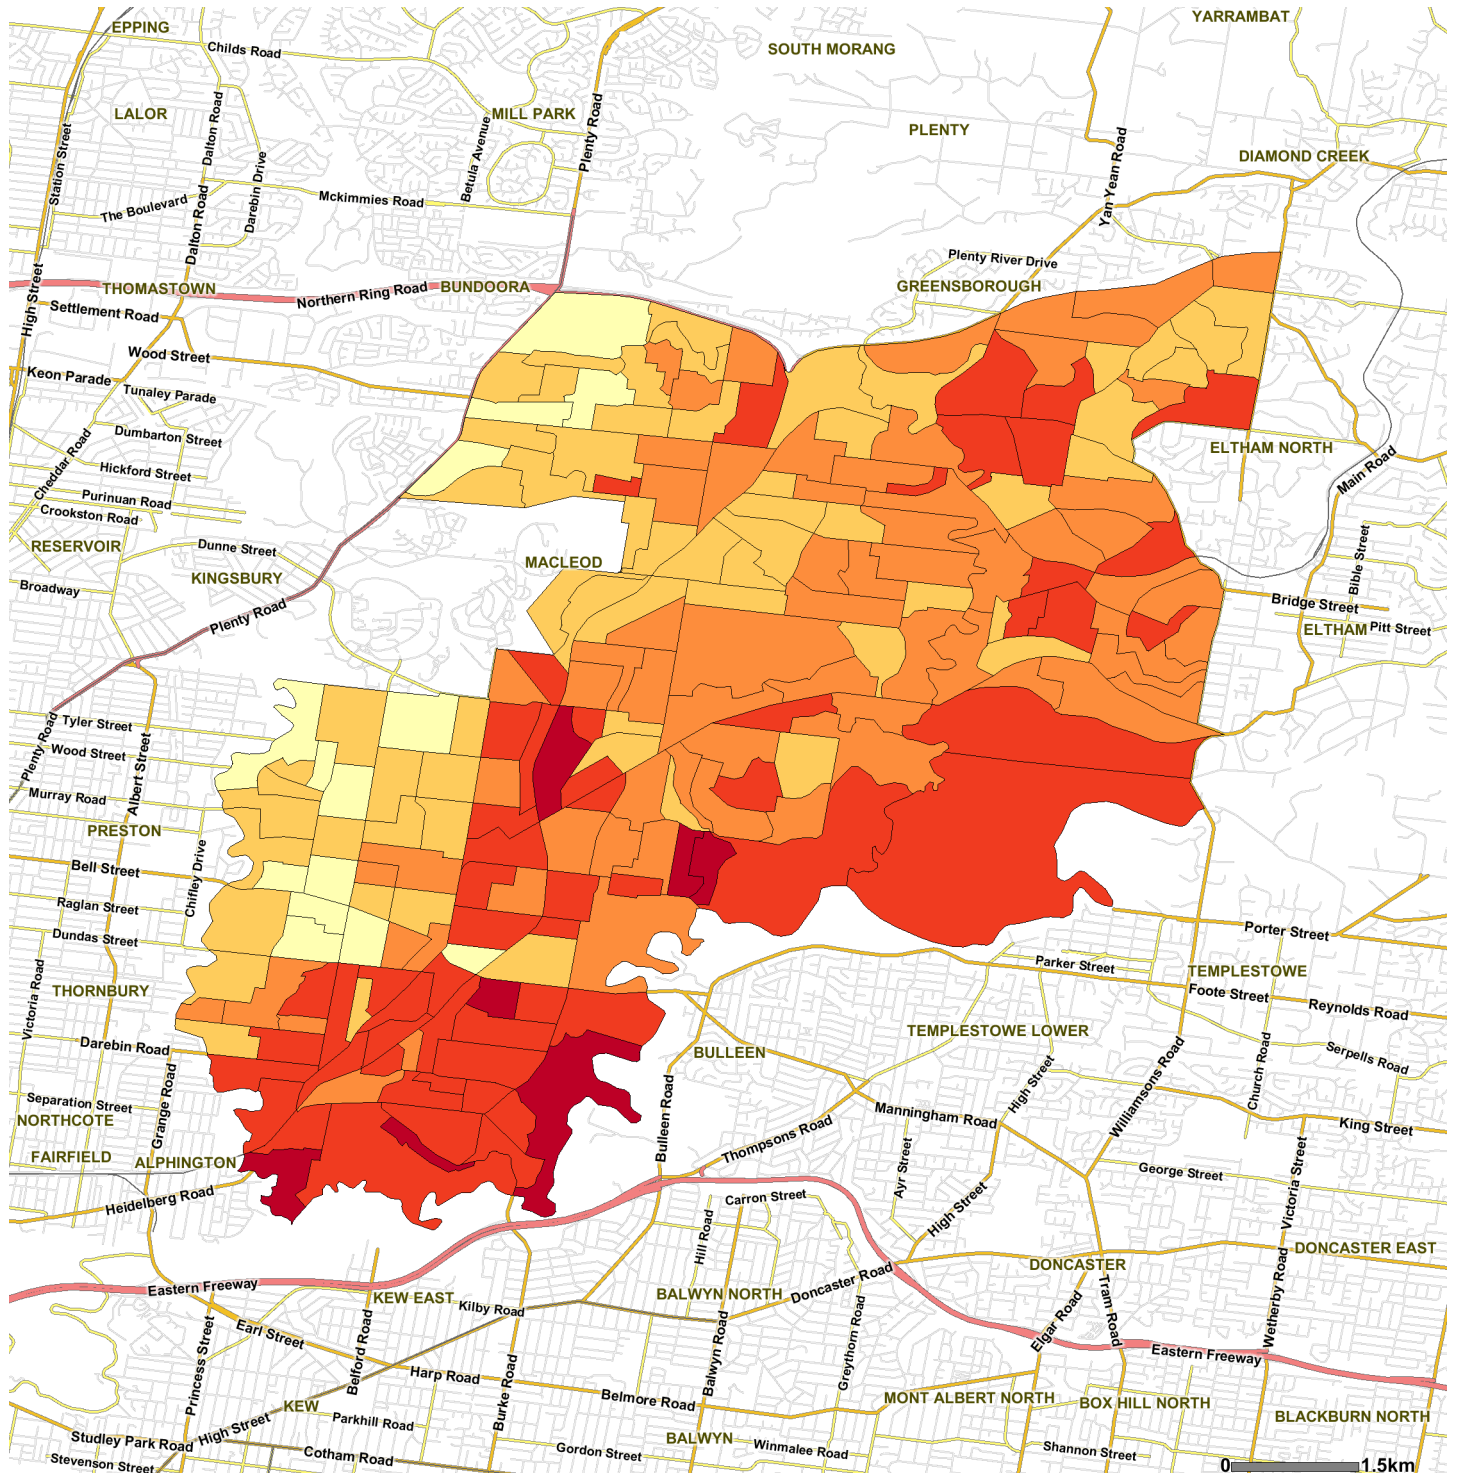 YARRAMBAT
EPPING
Childs Road
SOUTH MORANG
LALOR
MILL PARK
PLENTY
DIAMOND CREEK
Station Street
Dalton Road
Darebin Drive
Betula Avenue
Plenty Road
Yan Yean Road
Mckimmies Road
The Boulevard
Dalton Road
Plenty River Drive
GREENSBOROUGH
THOMASTOWN
Northern Ring Road
BUNDOORA
High Street
Settlement Road
Wood Street
Keon Parade
Tunaley Parade
Dumbarton Street
Cheddar Road
Hickford Street
Purinuan Road
Crookston Road
ELTHAM NORTH
Main Road
RESERVOIR
Dunne Street
KINGSBURY
MACLEOD
Broadway
Plenty Road
Bible Street
Bridge Street
ELTHAM
Pitt Street
Tyler Street
Wood Street
Plenty Road
Albert Street
Murray Road
PRESTON
Bell Street
Chifley Drive
Raglan Street
Dundas Street
Porter Street
Parker Street
TEMPLESTOWE
Foote Street
Reynolds Road
Victoria Road
THORNBURY
TEMPLESTOWE LOWER
Darebin Road
BULLEEN
Serpells Road
Church Road
High Street
Williamsons Road
Grange Road
Separation Street
NORTHCOTE
Manningham Road
King Street
Bulleen Road
Thompsons Road
FAIRFIELD
ALPHINGTON
Ayr Street
George Street
Victoria Street
Heidelberg Road
Carron Street
High Street
Hill Road
DONCASTER EAST
DONCASTER
Eastern Freeway
KEW EAST
Kilby Road
BALWYN NORTH
Doncaster Road
Tram Road
Elgar Road
Wetherby Road
Earl Street
Princess Street
Belford Road
Balwyn Road
Greythorn Road
Eastern Freeway
Harp Road
Burke Road
Belmore Road
MONT ALBERT NORTH
BOX HILL NORTH
BLACKBURN NORTH
KEW
Parkhill Road
High Street
Studley Park Road
Cotham Road
BALWYN
Winmalee Road
Gordon Street
Shannon Street
Stevenson Street
0
1.5km